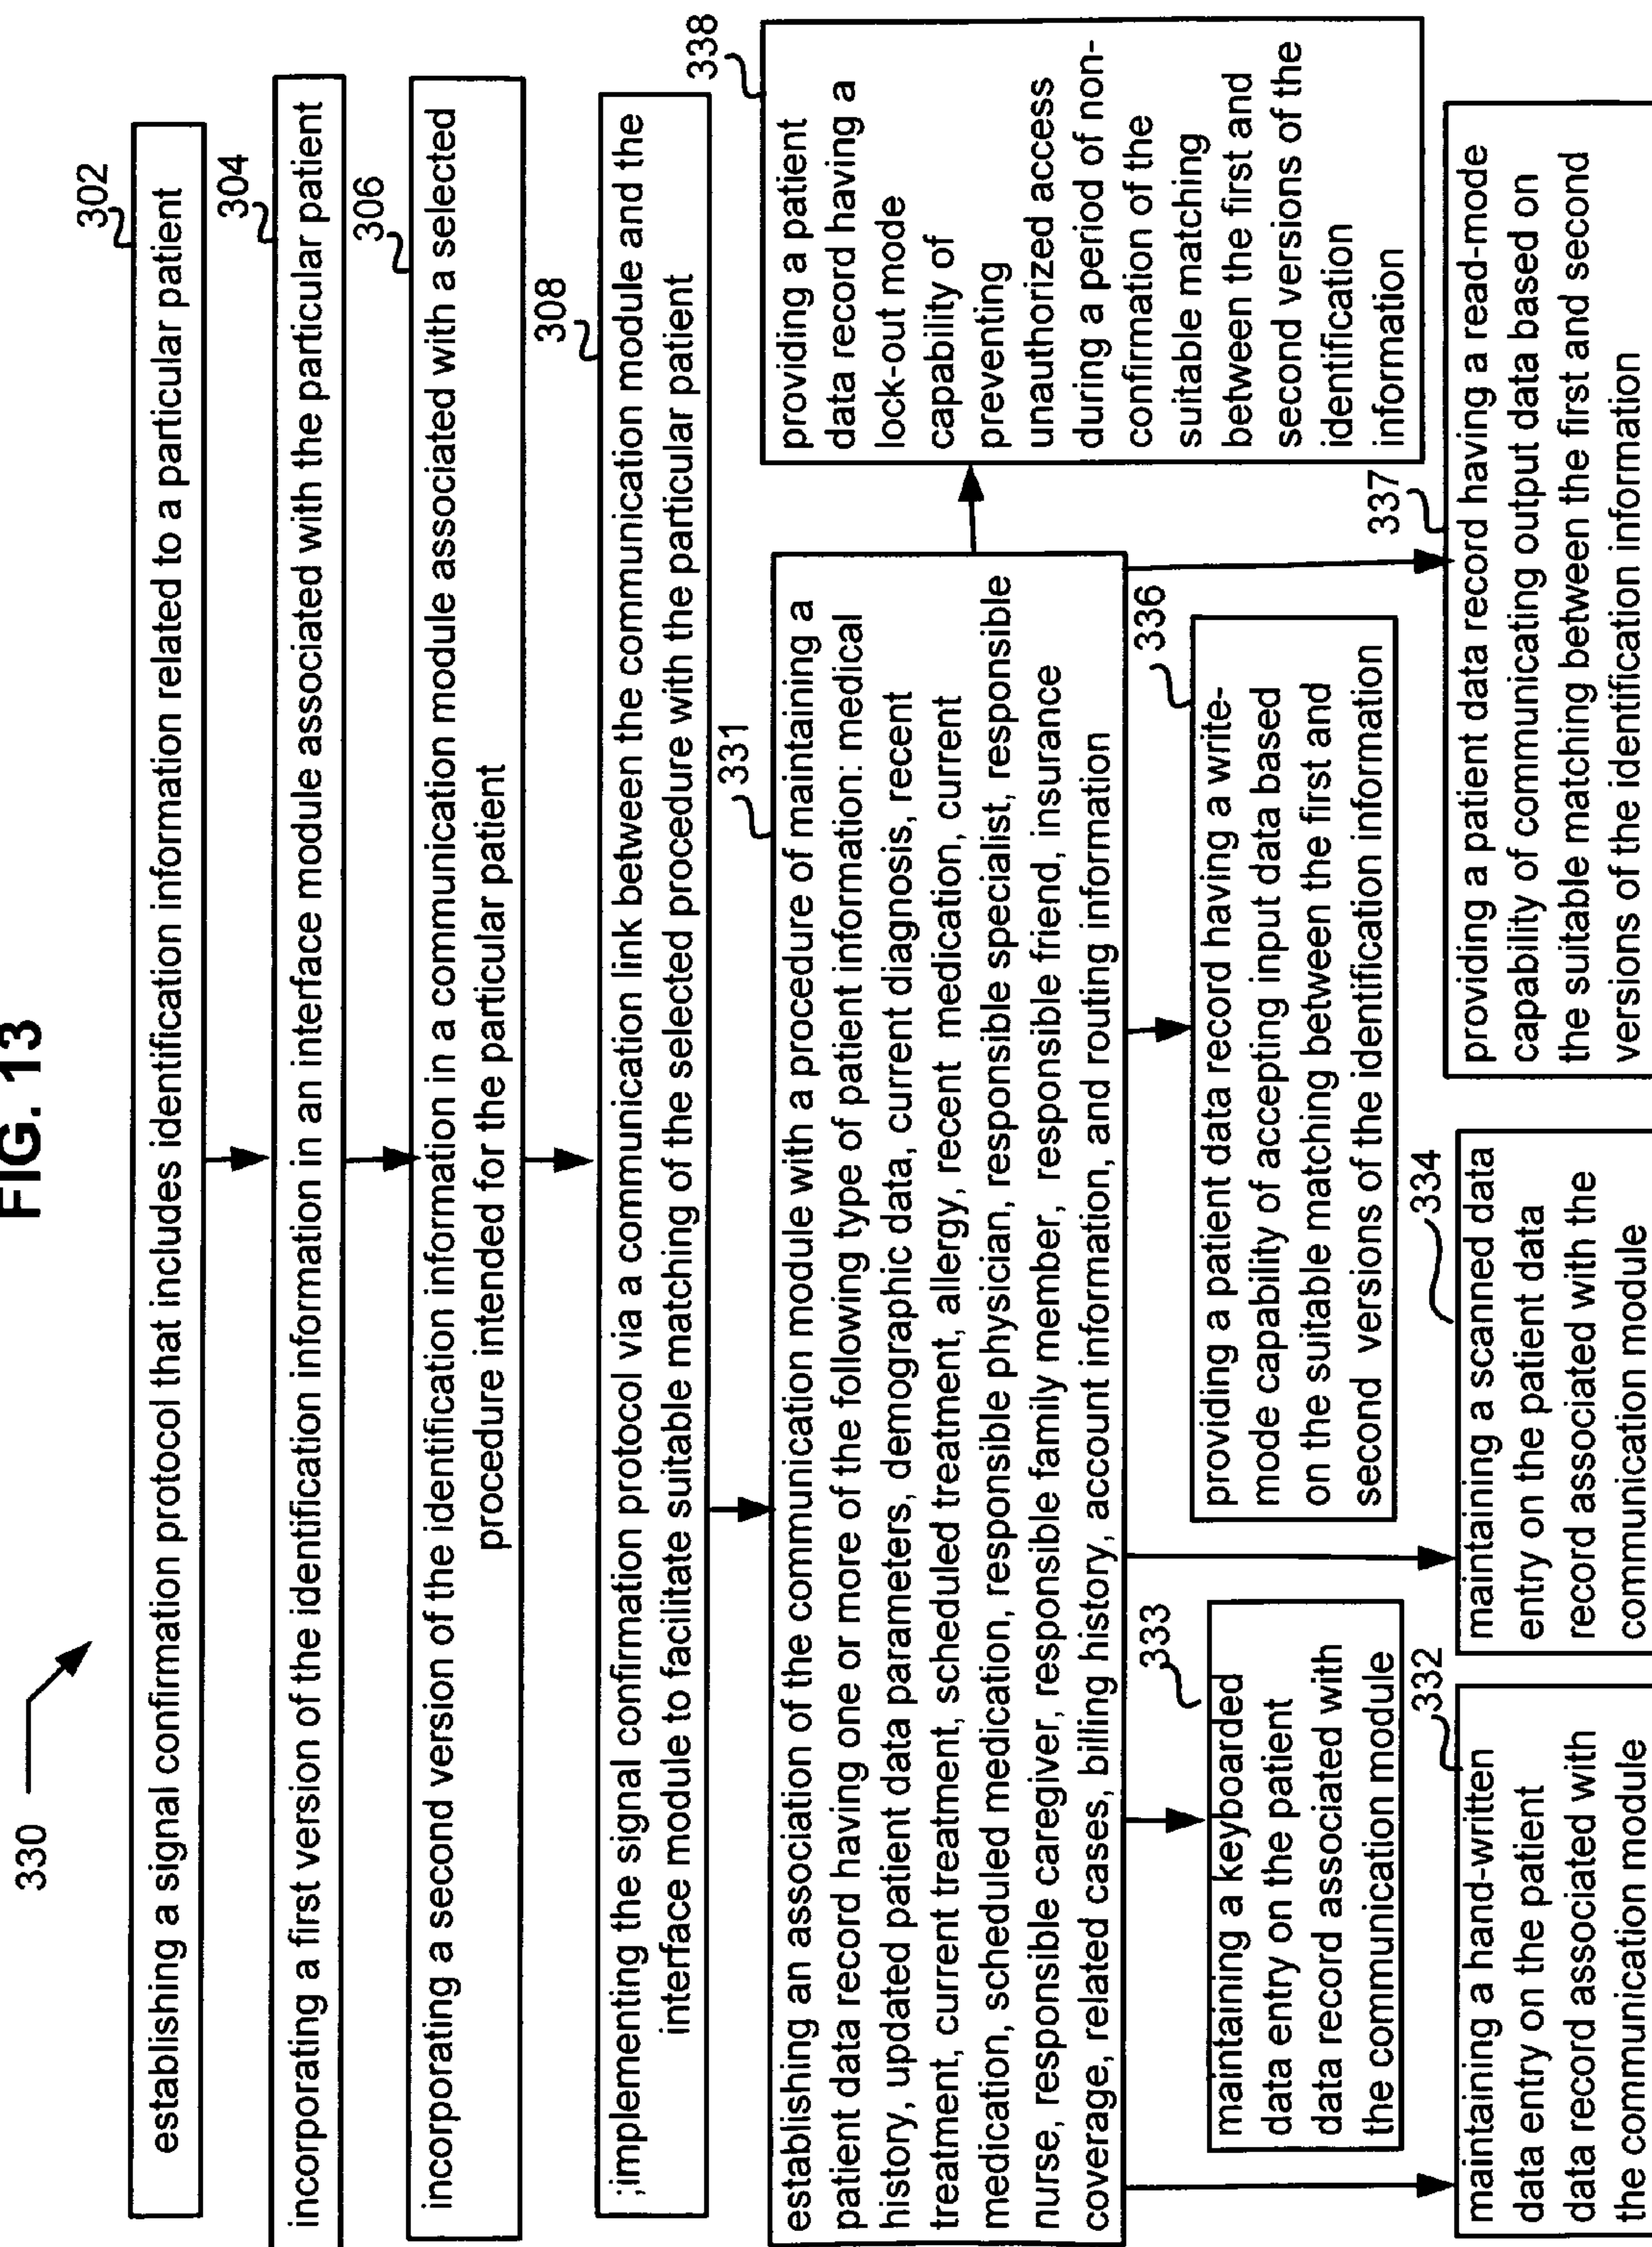 FIG. 13
330
302
establishing a signal confirmation protocol that includes identification information related to a particular patient
304
incorporating a first version of the identification information in an interface module associated with the particular patient
306
incorporating a second version of the identification information in a communication module associated with a selected
procedure intended for the particular patient
308
;implementing the signal confirmation protocol via a communication link between the communication module and the
interface module to facilitate suitable matching of the selected procedure with the particular patient
331
establishing an association of the communication module with a procedure of maintaining a
patient data record having one or more of the following type of patient information: medical
history, updated patient data parameters, demographic data, current diagnosis, recent
treatment, current treatment, scheduled treatment, allergy, recent medication, current
medication, scheduled medication, responsible physician, responsible specialist, responsible
nurse, responsible caregiver, responsible family member, responsible friend, insurance
coverage, related cases, billing history, account information, and routing information
338
providing a patient
data record having a
lock-out mode
capability of
preventing
unauthorized access
during a period of non-
confirmation of the
suitable matching
between the first and
second versions of the
identification
information
333
maintaining a keyboarded
data entry on the patient
data record associated with
the communication module
336
providing a patient data record having a write-
mode capability of accepting input data based
on the suitable matching between the first and
second versions of the identification information
332
maintaining a hand-written
data entry on the patient
data record associated with
the communication module
334
maintaining a scanned data
entry on the patient data
record associated with the
communication module
337
providing a patient data record having a read-mode
capability of communicating output data based on
the suitable matching between the first and second
versions of the identification information